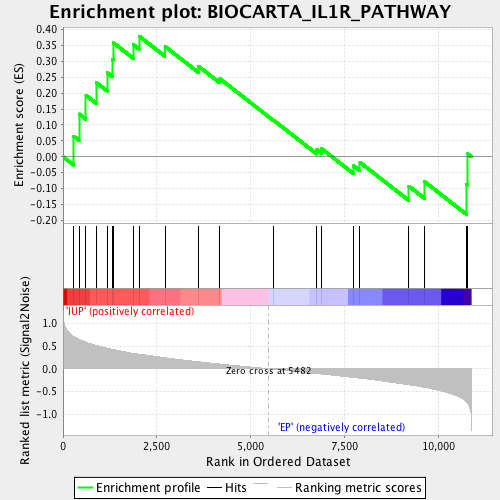 Enrichment plot: BIOCARTA_IL1R_PATHWAY
Enrichment score (ES)
0.40
0.35
0.30
0.25
0.20
0.15
0.10
0.05
0.00
-0.05
-0.10
-0.15
-0.20
Ranked list metric (Signal2Noise)
1.0
0.5
0.0
-0.5
-1.0
'IUP' (positively correlated)
Zero cross at 5482
'EP' (negatively correlated)
0
2,500
5,000
7,500
10,000
Rank in Ordered Dataset
Enrichment profile
Hits
Ranking metric scores